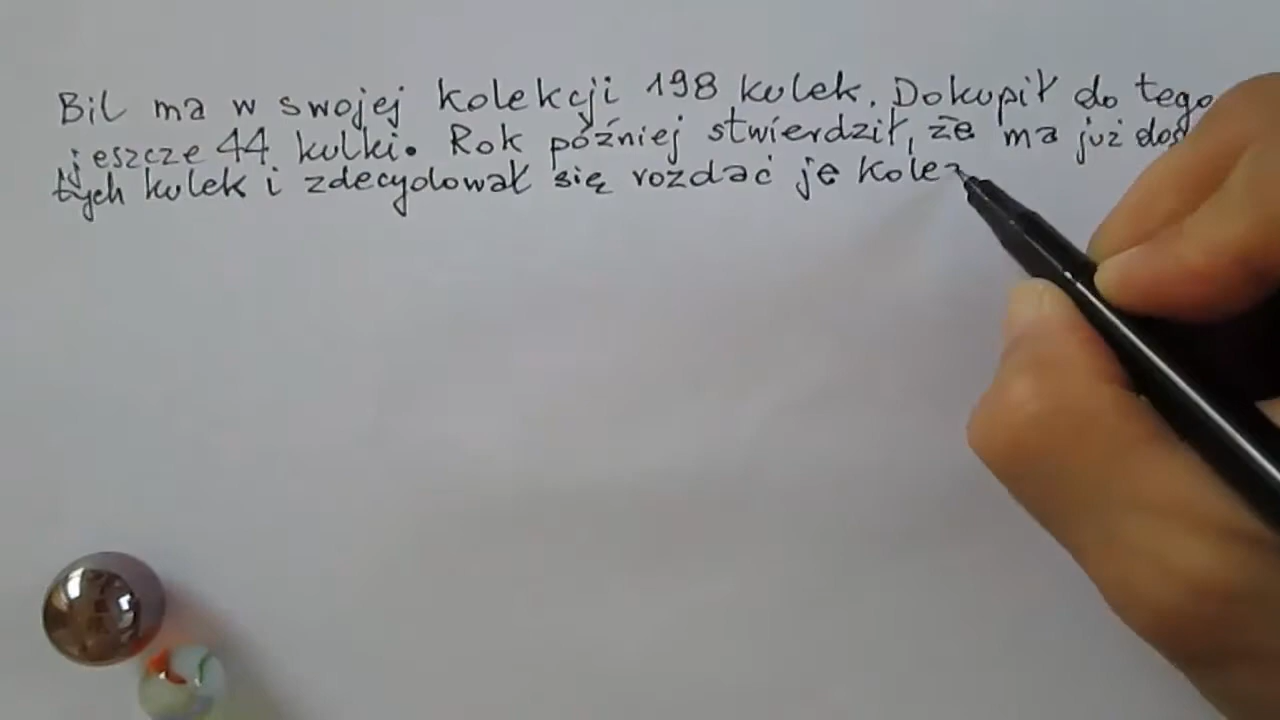 Bil ma w swojej kolekcji 198 kulek. Dokupił do tego
jeszcze 44 kulki. Rok później stwierdził, że ma już
tych kulek i zdecydował się rozdać je